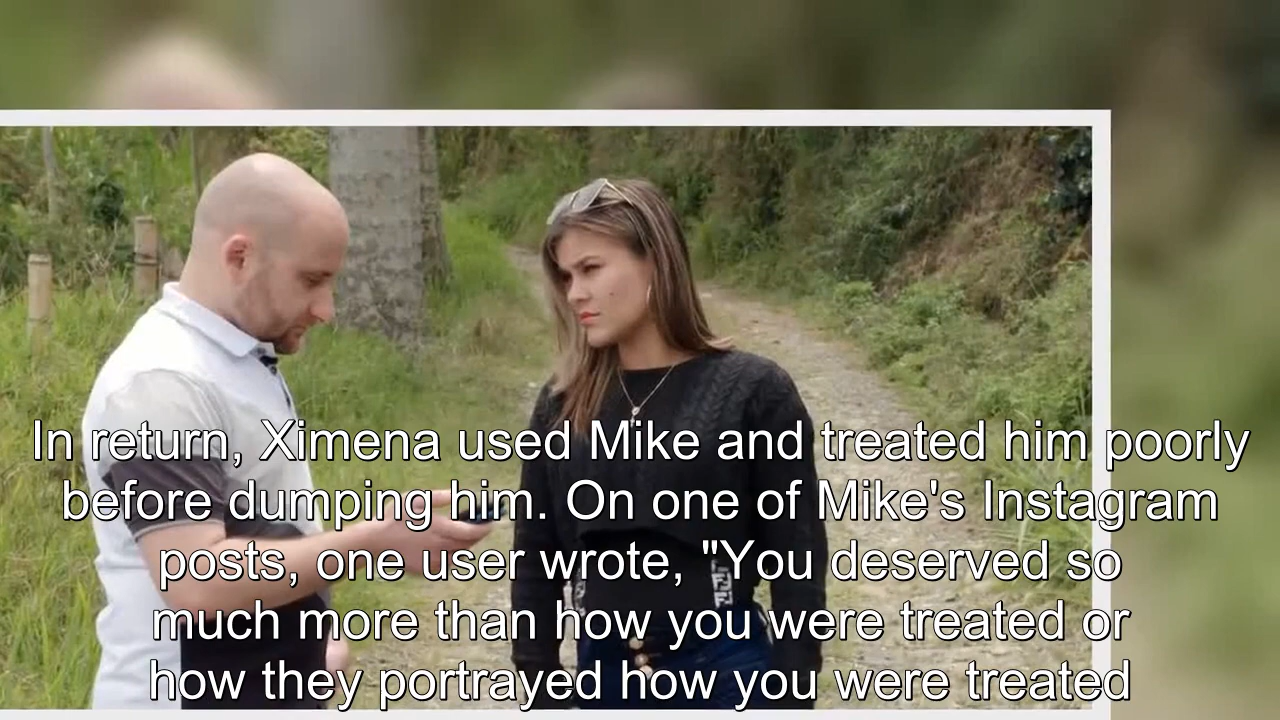 In return, Ximena used Mike and treated him poorly
before dumping him. On one of Mike's Instagram
posts, one user wrote, "You deserved so
much more than how you were treated or
how they portrayed how you were treated